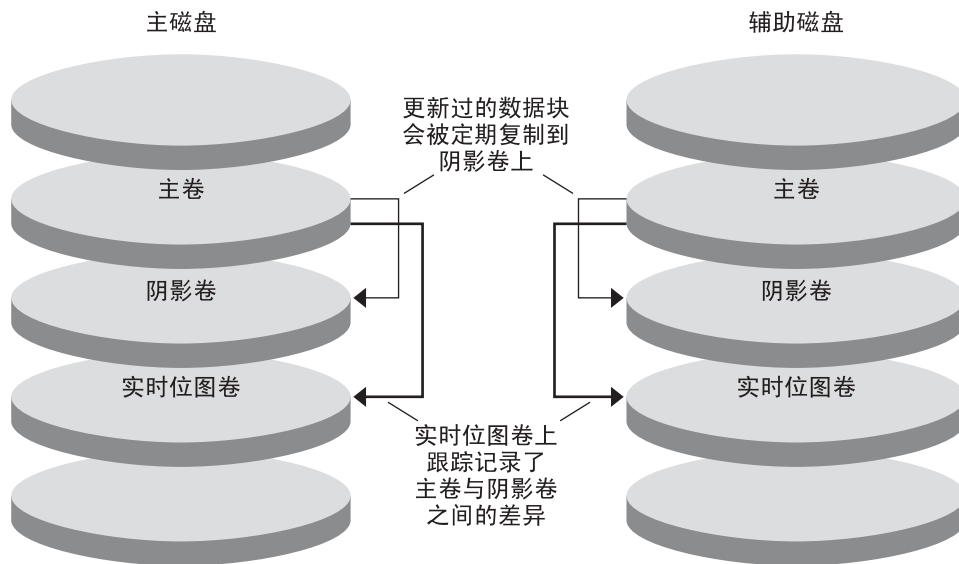 主磁盘
辅助磁盘
更新过的数据块
会被定期复制到
阴影卷上
主卷
主卷
阴影卷
阴影卷
实时位图卷
实时位图卷
实时位图卷上
跟踪记录了
主卷与阴影卷
之间的差异